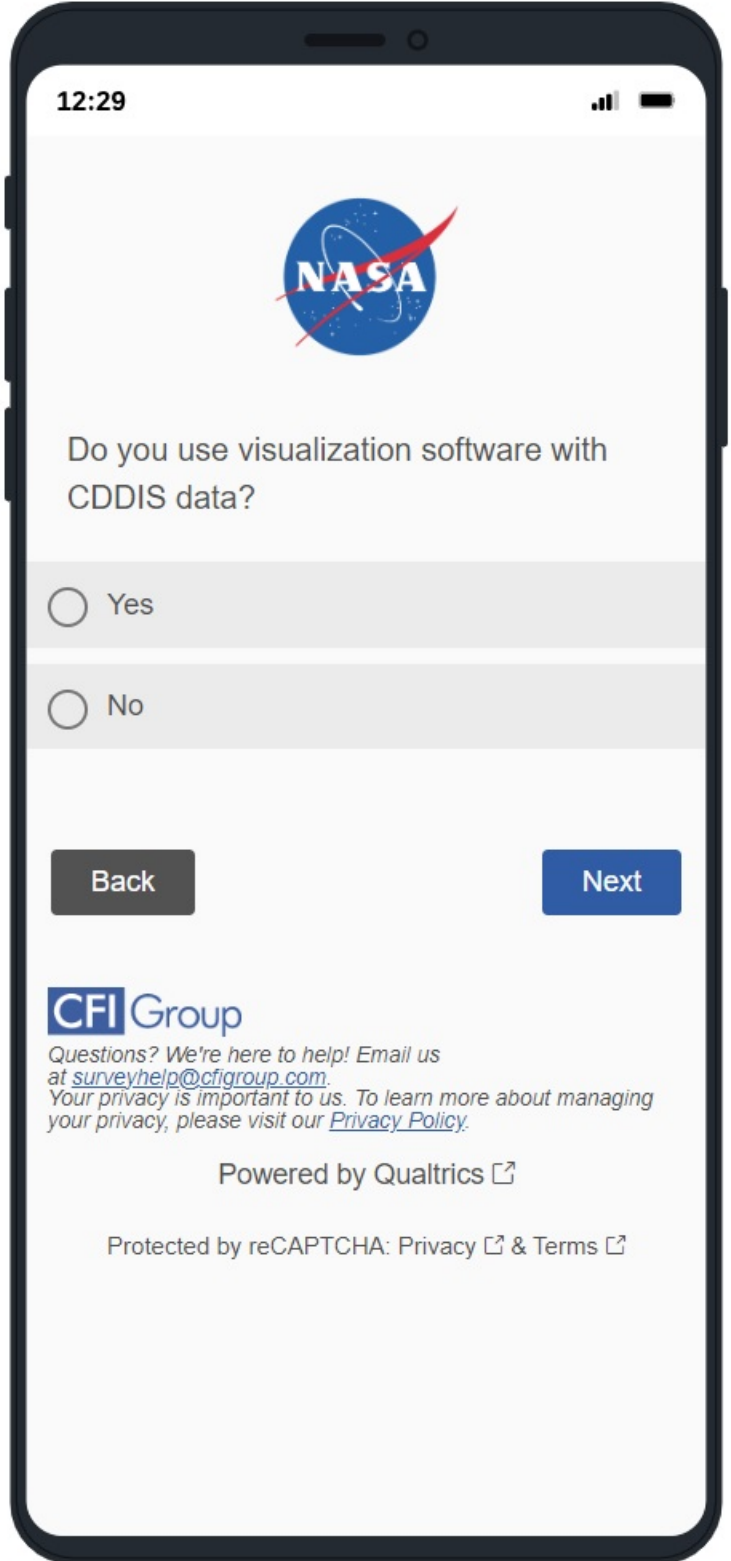 12:29
NASA
Do you use visualization software with
CDDIS data?
Yes
No
Back
Next
CFI Group
Questions? We're here to help! Email us
at surveyhelp@cfigroup.com.
Your privacy is important to us. To learn more about managing
your privacy, please visit our Privacy Policy.
Powered by Qualtrics
Protected by reCAPTCHA: Privacy & Terms